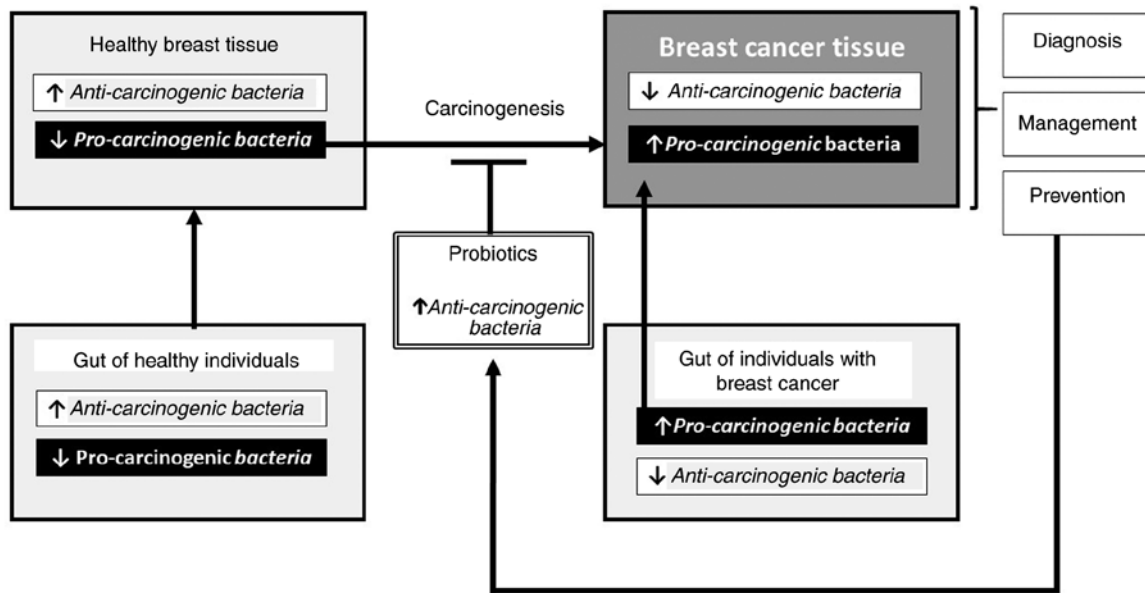 Healthy breast tissue
↑ Anti-carcinogenic bacteria
↓ Pro-carcinogenic bacteria
Carcinogenesis
Breast cancer tissue
↓ Anti-carcinogenic bacteria
↑Pro-carcinogenic bacteria
Diagnosis
Management
Prevention
Probiotics
↑Anti-carcinogenic
bacteria
Gut of healthy individuals
↑ Anti-carcinogenic bacteria
↓ Pro-carcinogenic bacteria
Gut of individuals with
breast cancer
↑Pro-carcinogenic bacteria
↓ Anti-carcinogenic bacteria